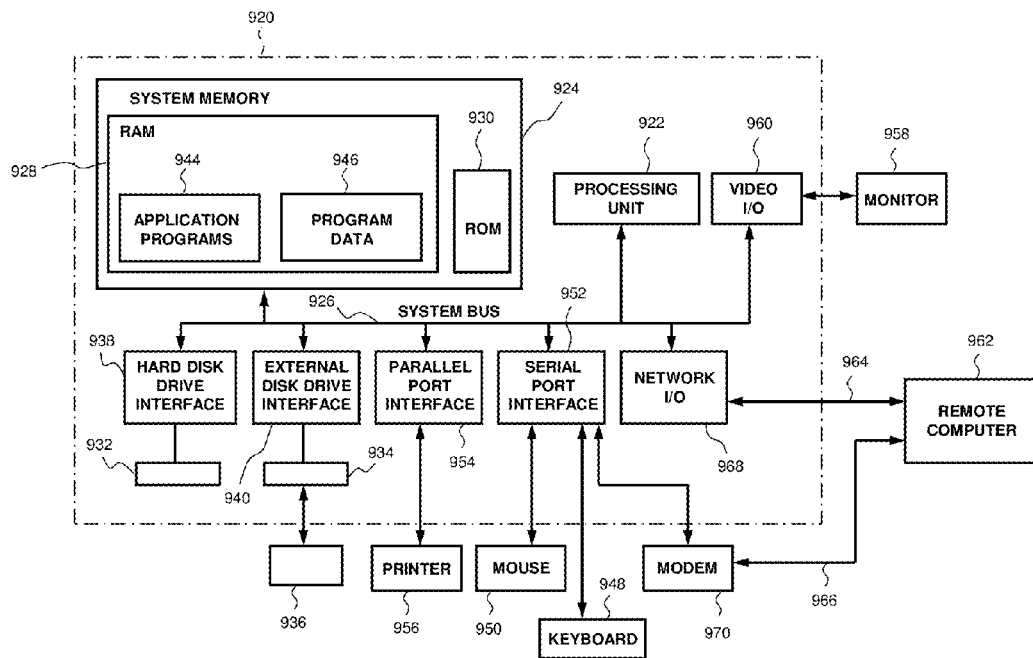 920
SYSTEM MEMORY
924
RAM
930
922
960
958
928
944
946
APPLICATION
PROGRAMS
PROGRAM
DATA
ROM
PROCESSING
UNIT
VIDEO
I/O
MONITOR
926
SYSTEM BUS
952
938
HARD DISK
DRIVE
INTERFACE
EXTERNAL
DISK DRIVE
INTERFACE
PARALLEL
PORT
INTERFACE
SERIAL
PORT
INTERFACE
NETWORK
I/O
964
962
REMOTE
COMPUTER
932
940
934
954
968
936
PRINTER
956
MOUSE
950
948
KEYBOARD
MODEM
970
966